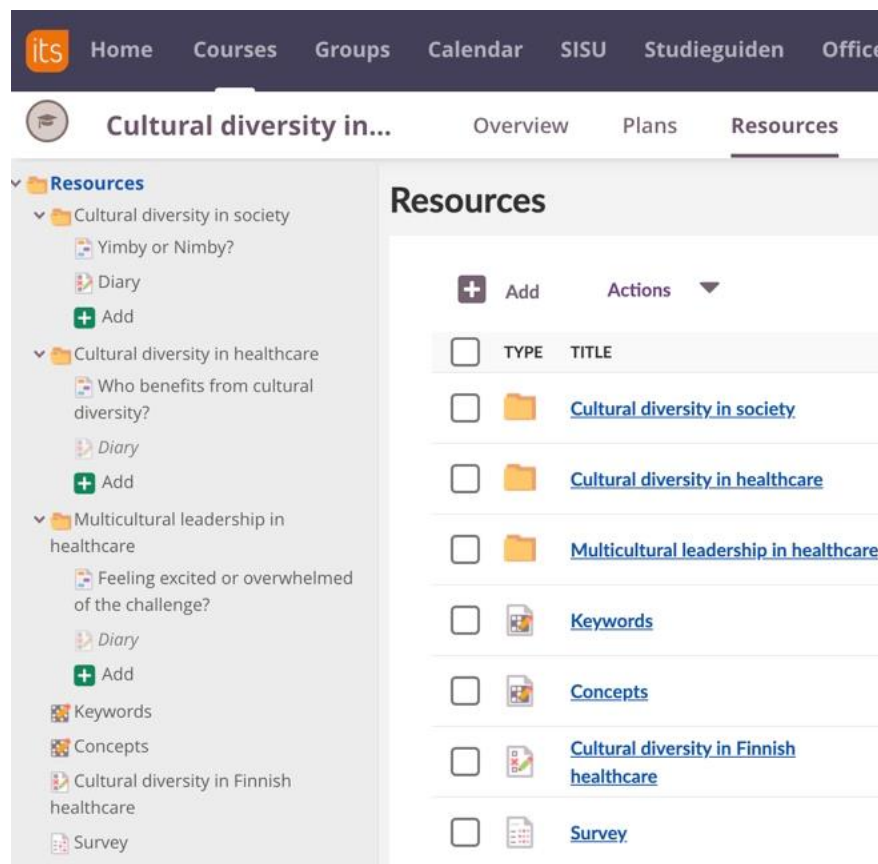 its Home Courses Groups Calendar SISU Studieguiden Office
Cultural diversity in... Overview Plans Resources
Resources
Cultural diversity in society
Yimby or Nimby?
Diary
Add
Cultural diversity in healthcare
Who benefits from cultural
diversity?
Diary
Add
Multicultural leadership in
healthcare
Feeling excited or overwhelmed
of the challenge?
Diary
Add
Keywords
Concepts
Cultural diversity in Finnish
healthcare
Survey
Resources
Add Actions
TYPE TITLE
Cultural diversity in society
Cultural diversity in healthcare
Multicultural leadership in healthcare
Keywords
Concepts
Cultural diversity in Finnish
healthcare
Survey